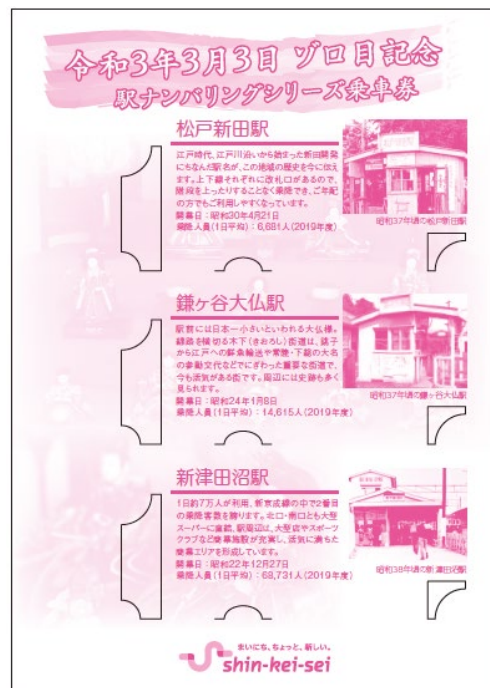 令和3年3月3日 ゾロ目記念
駅ナンバリングシリーズ乗車券
松戸新田駅
江戸時代、江戸川沿いから始まった新田開発
にちなんだ駅名が、この地域の歴史を今に伝え
ます。上下線それぞれに改札口があるので、
階段を上ったりすることなく乗降でき、ご年配
の方でもご利用しやすくなっています。
開業日:昭和30年4月21日
乗降人員(1日平均):6,681人(2019年度)
昭和37年頃の松戸新田駅
鎌ヶ谷大仏駅
駅前には日本一小さいといわれる大仏様。
線路を横切る木下(きおろし)街道は、銚子
から江戸への鮮魚輸送や常陸・下総の大名
の参勤交代などでにぎわった重要な街道で、
今も活気がある街です。周辺には史跡も多く
見られます。
開業日:昭和24年1月8日
乗降人員(1日平均):14,615人(2019年度)
昭和37年頃の鎌ヶ谷大仏駅
新津田沼駅
1日約7万人が利用、新京成線の中で2番目
の乗降客数を誇ります。北口・南口とも大型
スーパーに直結、駅周辺は、大型店やスポーツ
クラブなど商業施設が充実し、活気に満ちた
商業エリアを形成しています。
開業日:昭和22年12月27日
乗降人員(1日平均):68,731人(2019年度)
昭和38年頃の新津田沼駅
まいにち、ちょっと、新しい。
shin-kei-sei